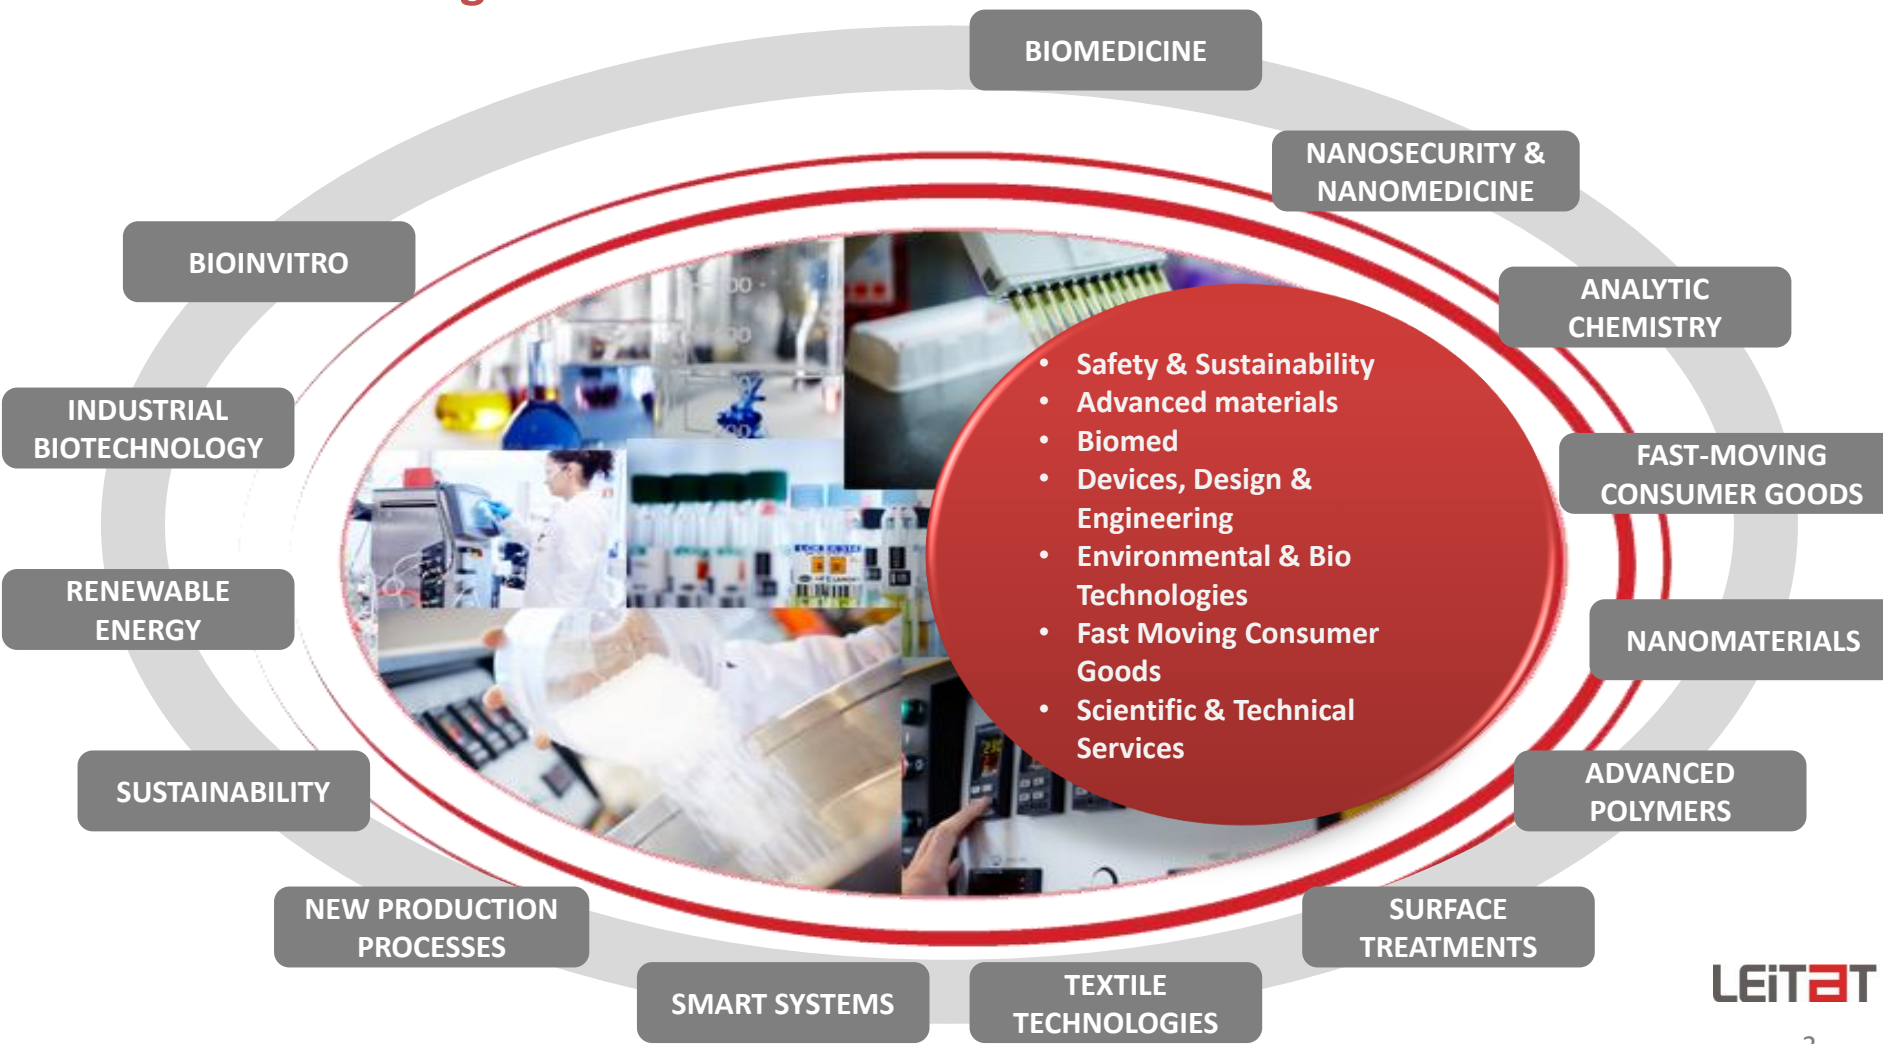 BIOMEDICINE
NANOSECURITY &
NANOMEDICINE
BIOINVITRO
ANALYTIC
CHEMISTRY
INDUSTRIAL
BIOTECHNOLOGY
• Safety & Sustainability
• Advanced materials
• Biomed
• Devices, Design &
Engineering
• Environmental & Bio
Technologies
• Fast Moving Consumer
Goods
• Scientific & Technical
Services
FAST-MOVING
CONSUMER GOODS
RENEWABLE
ENERGY
NANOMATERIALS
SUSTAINABILITY
ADVANCED
POLYMERS
NEW PRODUCTION
PROCESSES
SURFACE
TREATMENTS
SMART SYSTEMS
TEXTILE
TECHNOLOGIES
LEiTAT